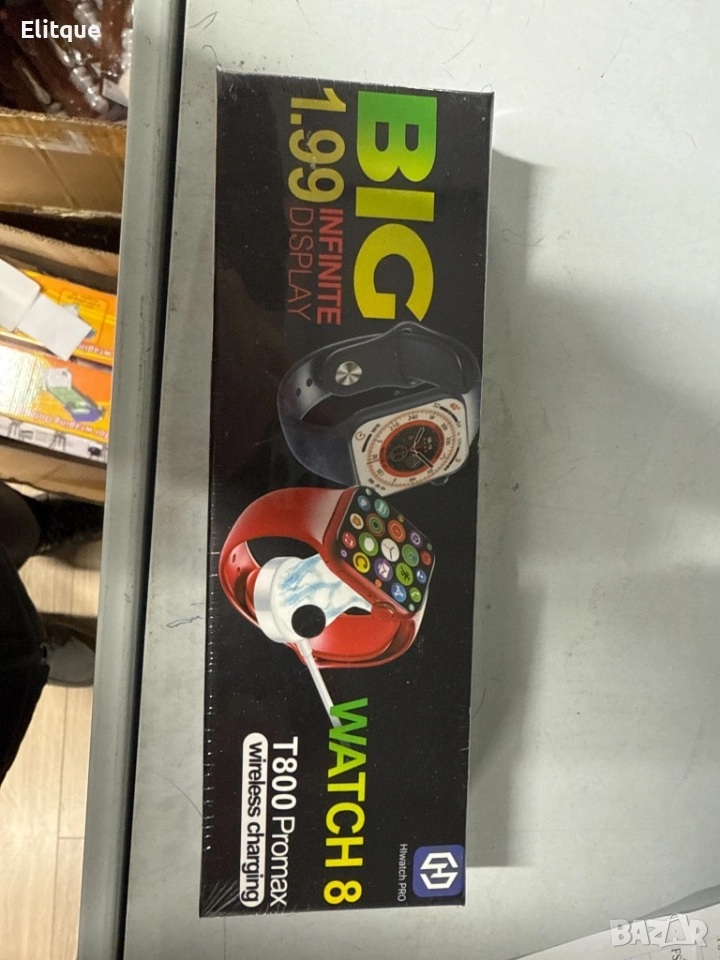 Elitque
BIG
1.99 INFINITE
DISPLAY
WATCH 8
T800 Promax
wireless charging
HIwatch PRO
BAZAR